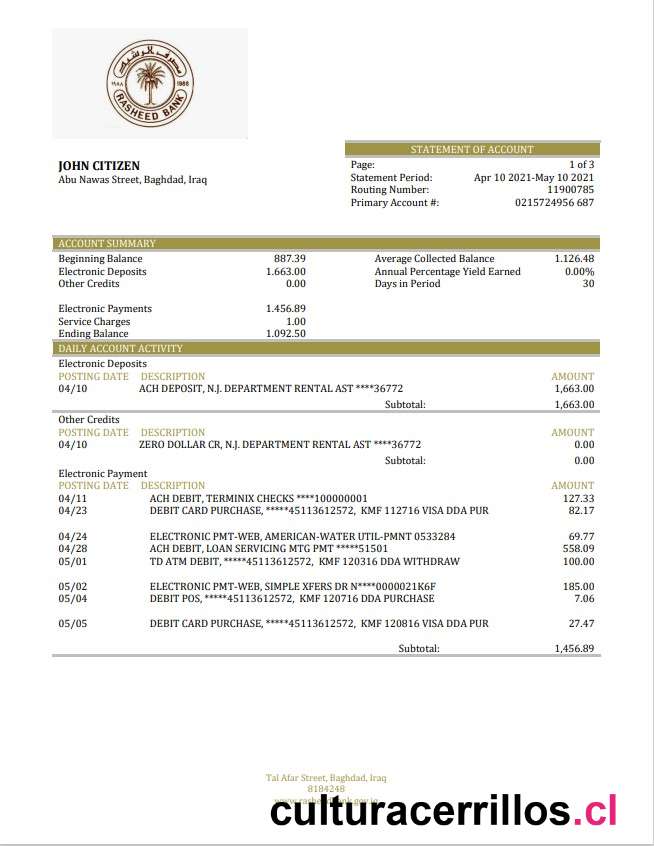 مصرف الرشيد
١٩٨٨ 1988
RASHEED BANK
STATEMENT OF ACCOUNT
JOHN CITIZEN
Abu Nawas Street, Baghdad, Iraq
Page: 1 of 3
Statement Period: Apr 10 2021-May 10 2021
Routing Number: 11900785
Primary Account #: 0215724956 687
ACCOUNT SUMMARY
Beginning Balance 887.39 Average Collected Balance 1.126.48
Electronic Deposits 1.663.00 Annual Percentage Yield Earned 0.00%
Other Credits 0.00 Days in Period 30
Electronic Payments 1.456.89
Service Charges 1.00
Ending Balance 1.092.50
DAILY ACCOUNT ACTIVITY
Electronic Deposits
POSTING DATE DESCRIPTION AMOUNT
04/10 ACH DEPOSIT, N.J. DEPARTMENT RENTAL AST ****36772 1,663.00
Subtotal: 1,663.00
Other Credits
POSTING DATE DESCRIPTION AMOUNT
04/10 ZERO DOLLAR CR, N.J. DEPARTMENT RENTAL AST ****36772 0.00
Subtotal: 0.00
Electronic Payment
POSTING DATE DESCRIPTION AMOUNT
04/11 ACH DEBIT, TERMINIX CHECKS ****100000001 127.33
04/23 DEBIT CARD PURCHASE, *****45113612572, KMF 112716 VISA DDA PUR 82.17
04/24 ELECTRONIC PMT-WEB, AMERICAN-WATER UTIL-PMNT 0533284 69.77
04/28 ACH DEBIT, LOAN SERVICING MTG PMT *****51501 558.09
05/01 TD ATM DEBIT, *****45113612572, KMF 120316 DDA WITHDRAW 100.00
05/02 ELECTRONIC PMT-WEB, SIMPLE XFERS DR N****0000021K6F 185.00
05/04 DEBIT POS, *****45113612572, KMF 120716 DDA PURCHASE 7.06
05/05 DEBIT CARD PURCHASE, *****45113612572, KMF 120816 VISA DDA PUR 27.47
Subtotal: 1,456.89
Tal Afar Street, Baghdad, Iraq
8184248
culturacerrillos.cl